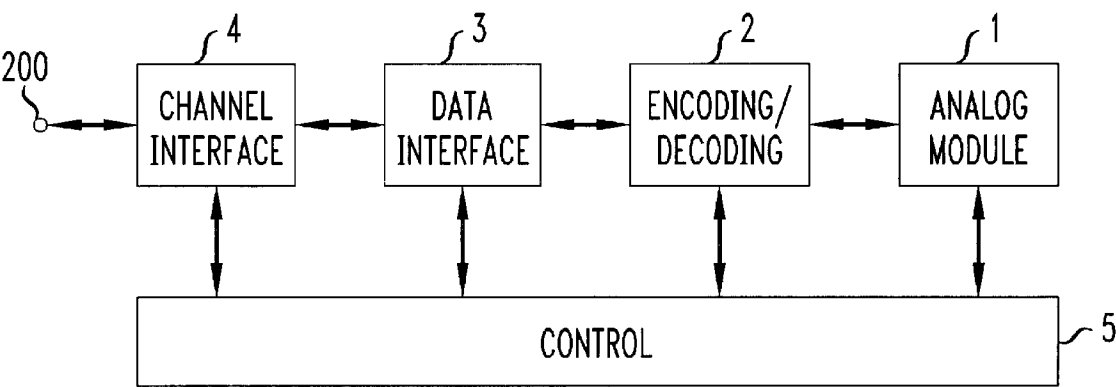 4
3
2
1
200
CHANNEL
INTERFACE
DATA
INTERFACE
ENCODING/
DECODING
ANALOG
MODULE
CONTROL
5